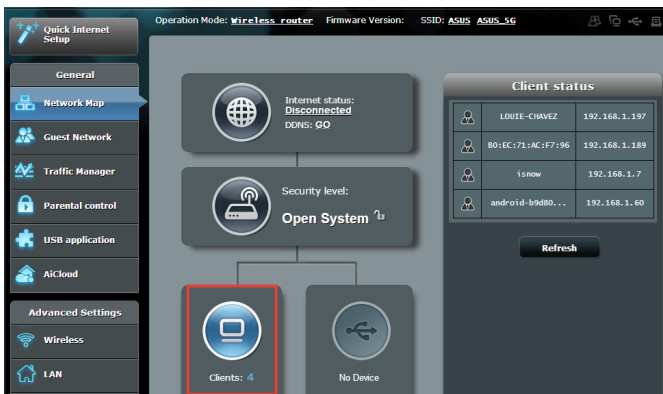 Quick Internet
Setup
Operation Mode: Wireless router Firmware Version: SSID: ASUS ASUS_5G
General
Network Map
Guest Network
Traffic Manager
Parental control
USB application
AiCloud
Advanced Settings
Wireless
LAN
Internet status:
Disconnected
DDNS: GO
Security level:
Open System
Clients: 4
No Device
Client status
LOUIE-CHAVEZ 192.168.1.197
B0:EC:71:AC:F7:96 192.168.1.189
isnow 192.168.1.7
android-b9d80... 192.168.1.60
Refresh